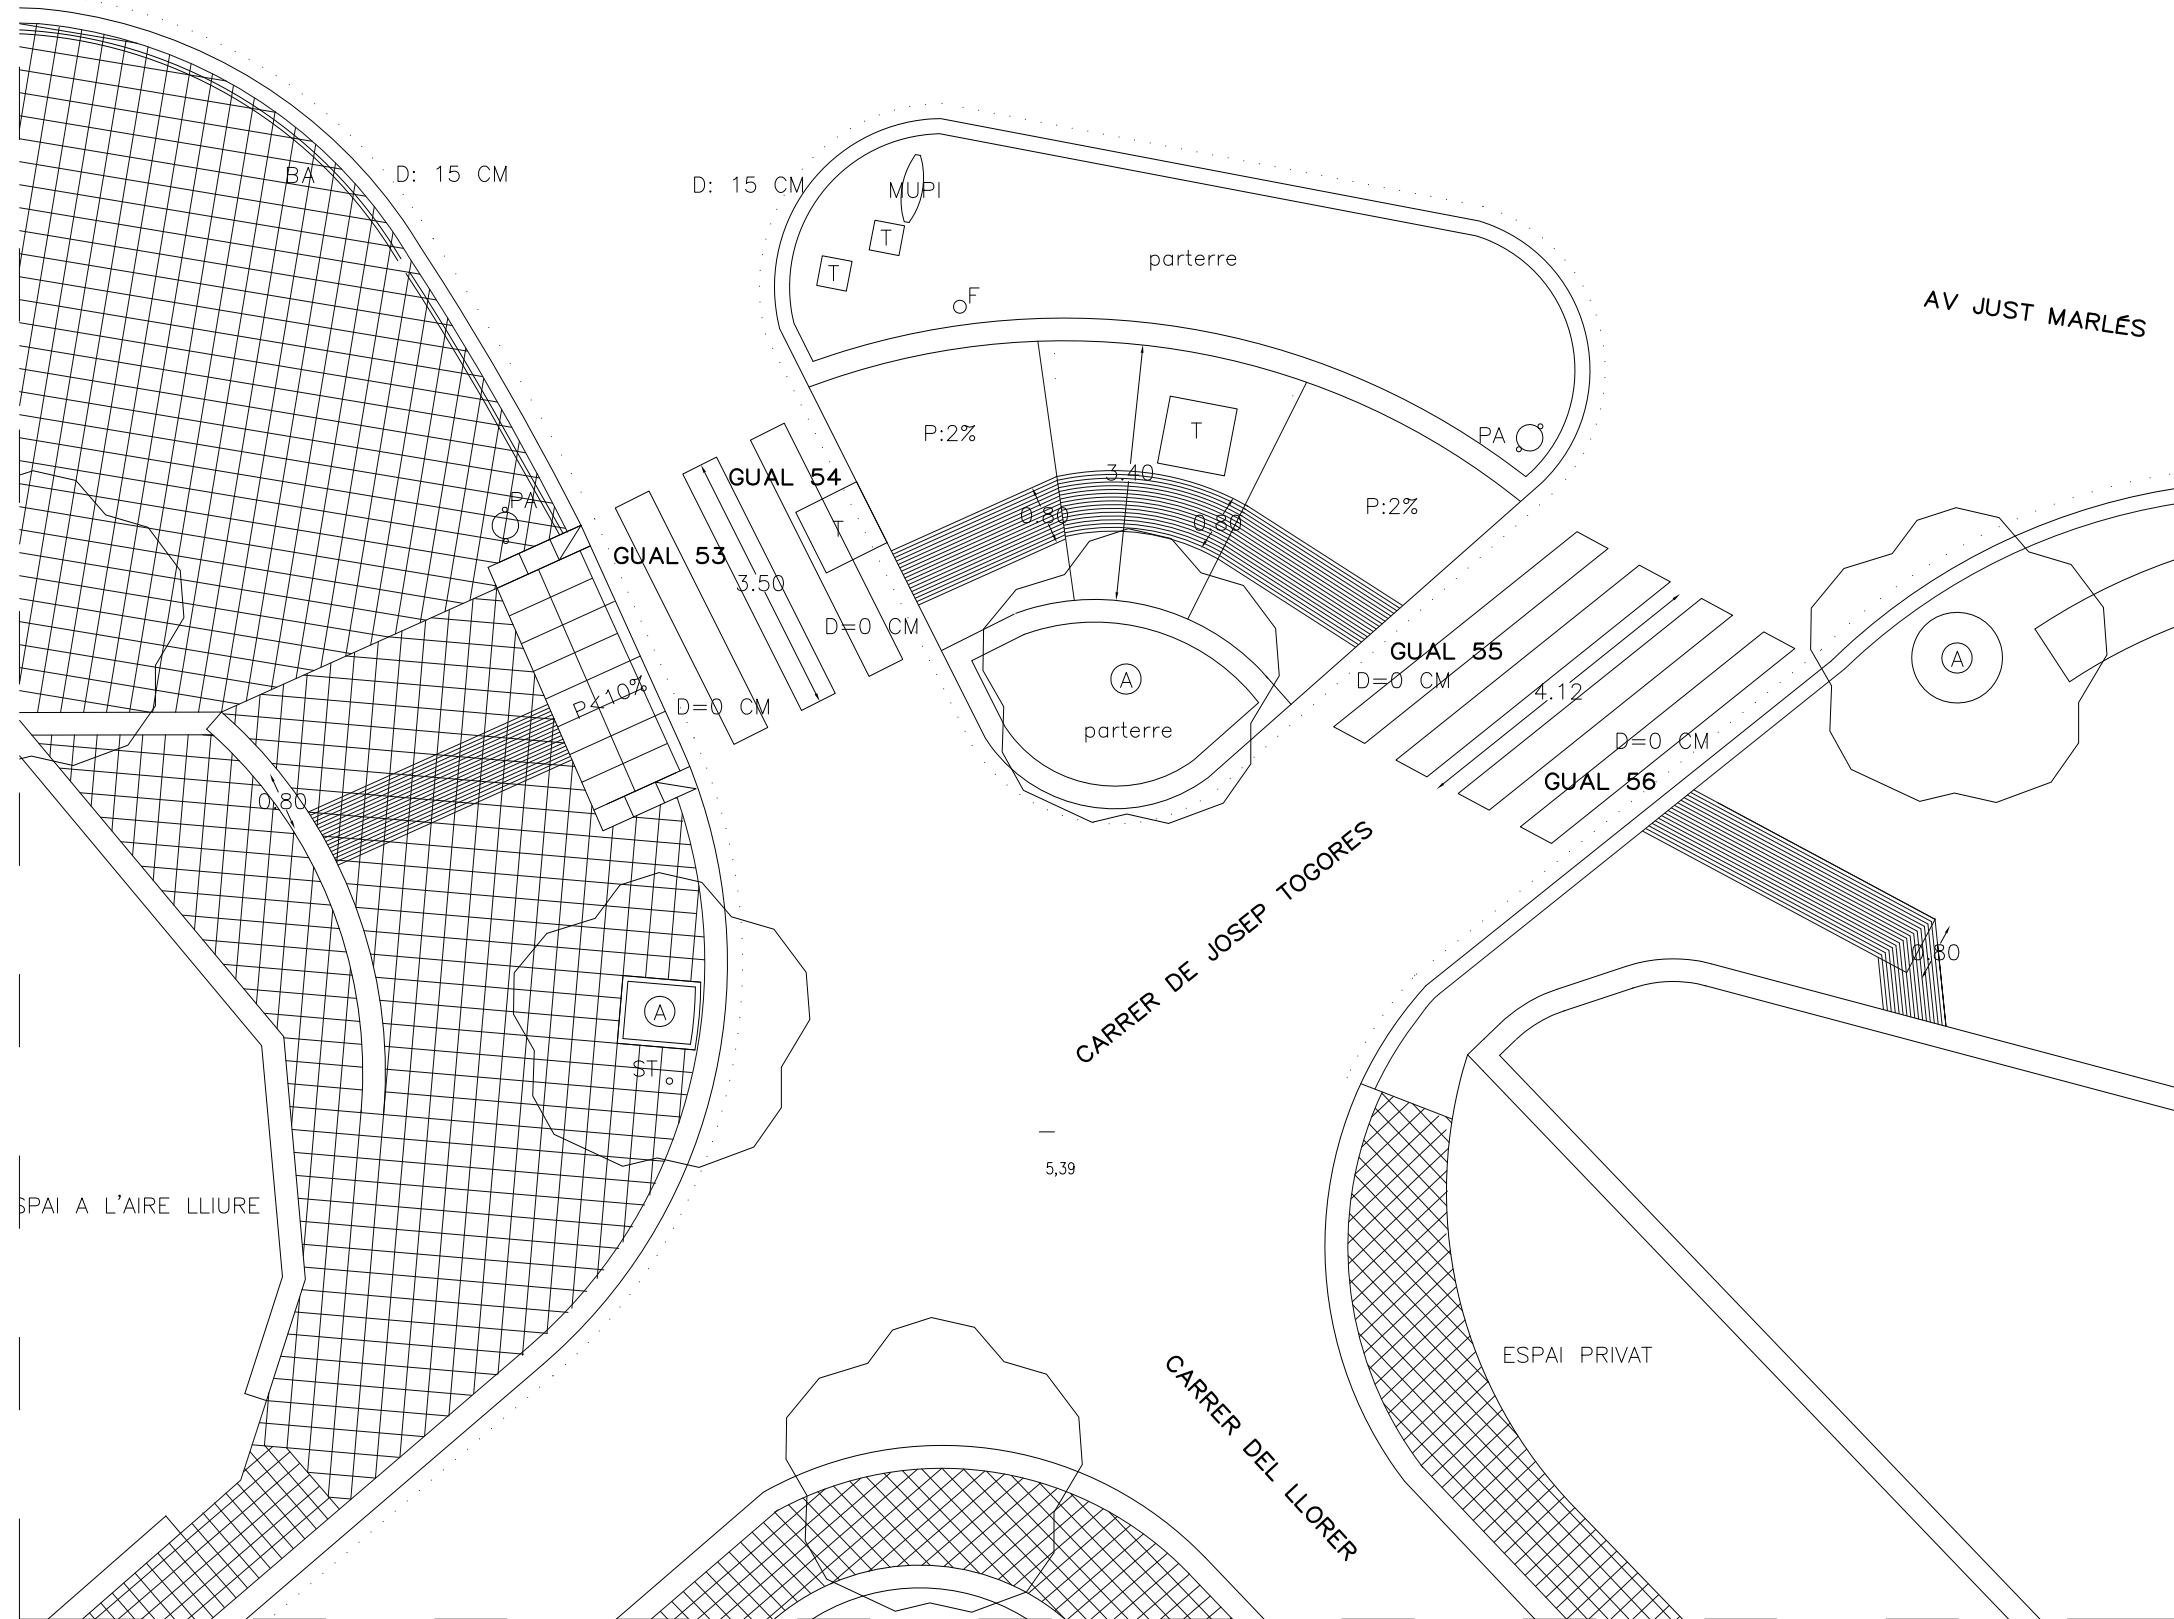 BA
D: 15 CM
D: 15 CM
MUPI
T
T
F
parterre
AV JUST MARLÉS
P:2%
T
PA
3.40
GUAL 54
PA
P:2%
0.80
0.80
T
GUAL 53
3.50
D=0 CM
GUAL 55
D=0 CM
A
A
P<10%
D=0 CM
4.12
parterre
D=0 CM
GUAL 56
0.80
CARRER DE JOSEP TOGORES
0.80
A
ST
5,39
SPAI A L'AIRE LLIURE
ESPAI PRIVAT
CARRER DEL LLORER